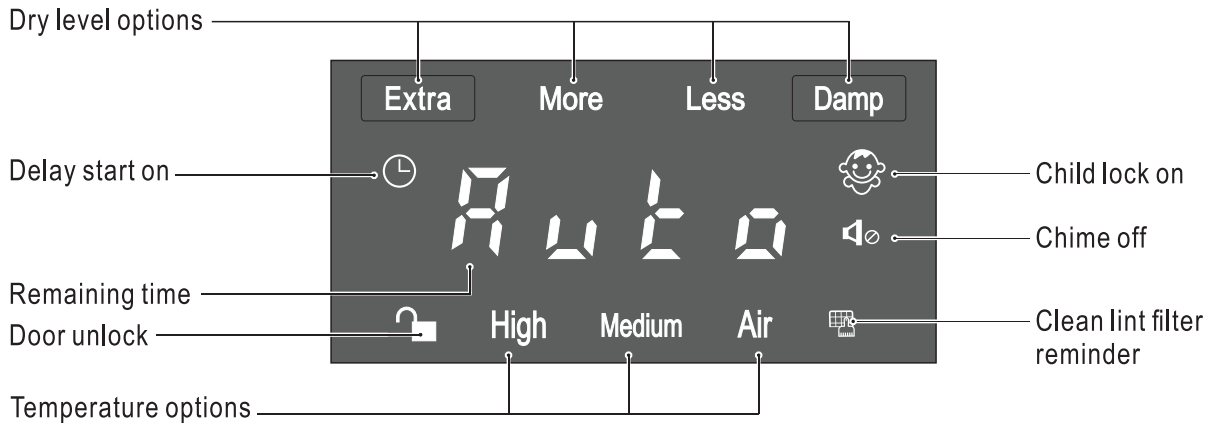 Dry level options
Extra More Less Damp
Delay start on
Child lock on
Auto
Chime off
Remaining time
Door unlock
High Medium Air
Clean lint filter
reminder
Temperature options